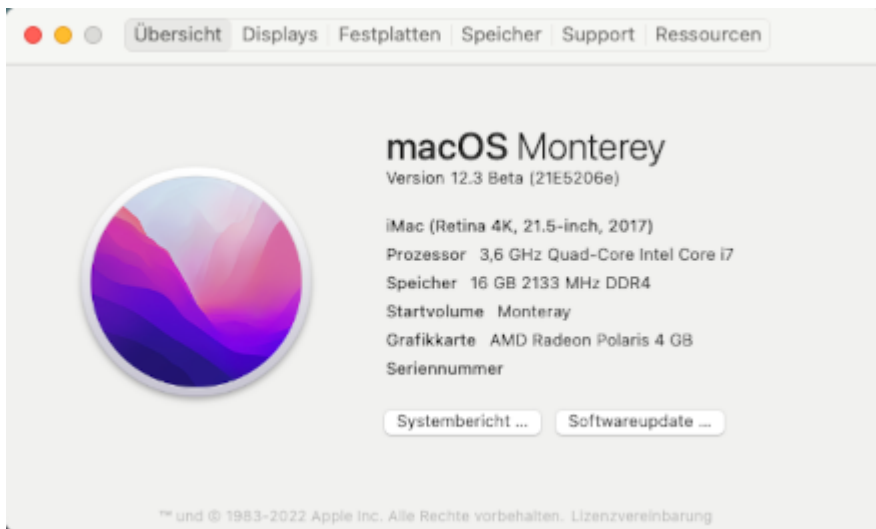 Übersicht Displays Festplatten Speicher Support Ressourcen
macOS Monterey
Version 12.3 Beta (21E5206e)
iMac (Retina 4K, 21.5-inch, 2017)
Prozessor 3,6 GHz Quad-Core Intel Core i7
Speicher 16 GB 2133 MHz DDR4
Startvolume Monteray
Grafikkarte AMD Radeon Polaris 4 GB
Seriennummer
Systembericht ... Softwareupdate ...
™ und © 1983-2022 Apple Inc. Alle Rechte vorbehalten. Lizenzvereinbarung